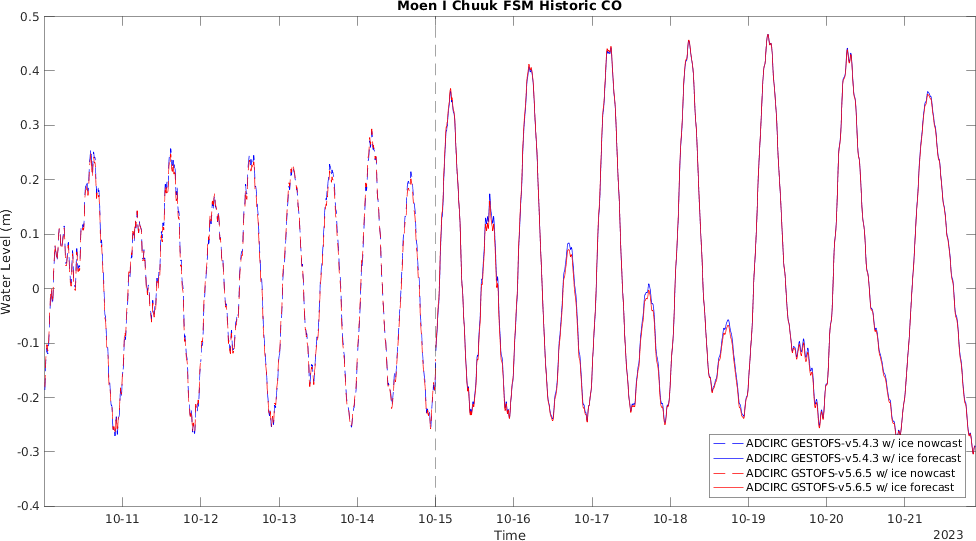 Moen I Chuuk FSM Historic CO
0.5
0.4
0.3
0.2
0.1
0
-0.1
-0.2
-0.3
-0.4
Water Level (m)
ADCIRC GESTOFS-v5.4.3 w/ ice nowcast
ADCIRC GESTOFS-v5.4.3 w/ ice forecast
ADCIRC GSTOFS-v5.6.5 w/ ice nowcast
ADCIRC GSTOFS-v5.6.5 w/ ice forecast
10-11 10-12 10-13 10-14 10-15 10-16 10-17 10-18 10-19 10-20 10-21
Time
2023